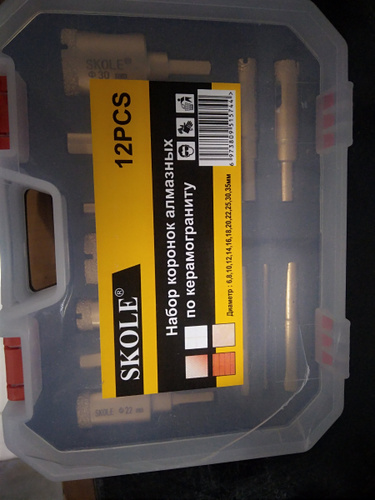 SKOLE
Φ30 mm
SKOLE®
12PCS
Набор коронок алмазных
по керамограниту
Диаметр : 6,8,10,12,14,16,18,20,22,25,30,35мм
6973809515744
SKOLE Φ22 mm